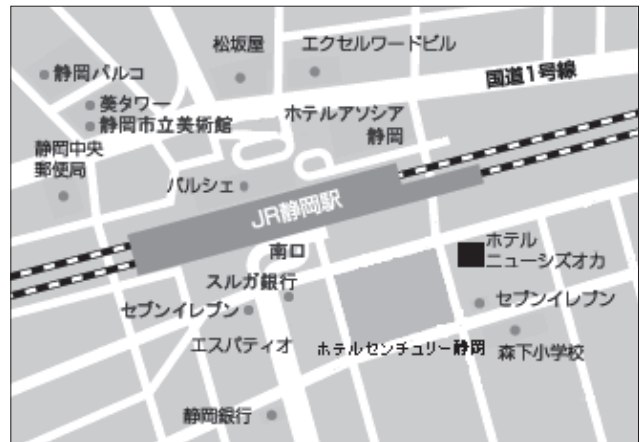 松坂屋
エクセルワードビル
静岡パルコ
国道1号線
葵タワー
静岡市立美術館
ホテルアソシア
静岡
静岡中央
郵便局
パルシェ
JR静岡駅
南口
ホテル
ニューシズオカ
スルガ銀行
セブンイレブン
セブンイレブン
エスパティオ
ホテルセンチュリー静岡
森下小学校
静岡銀行